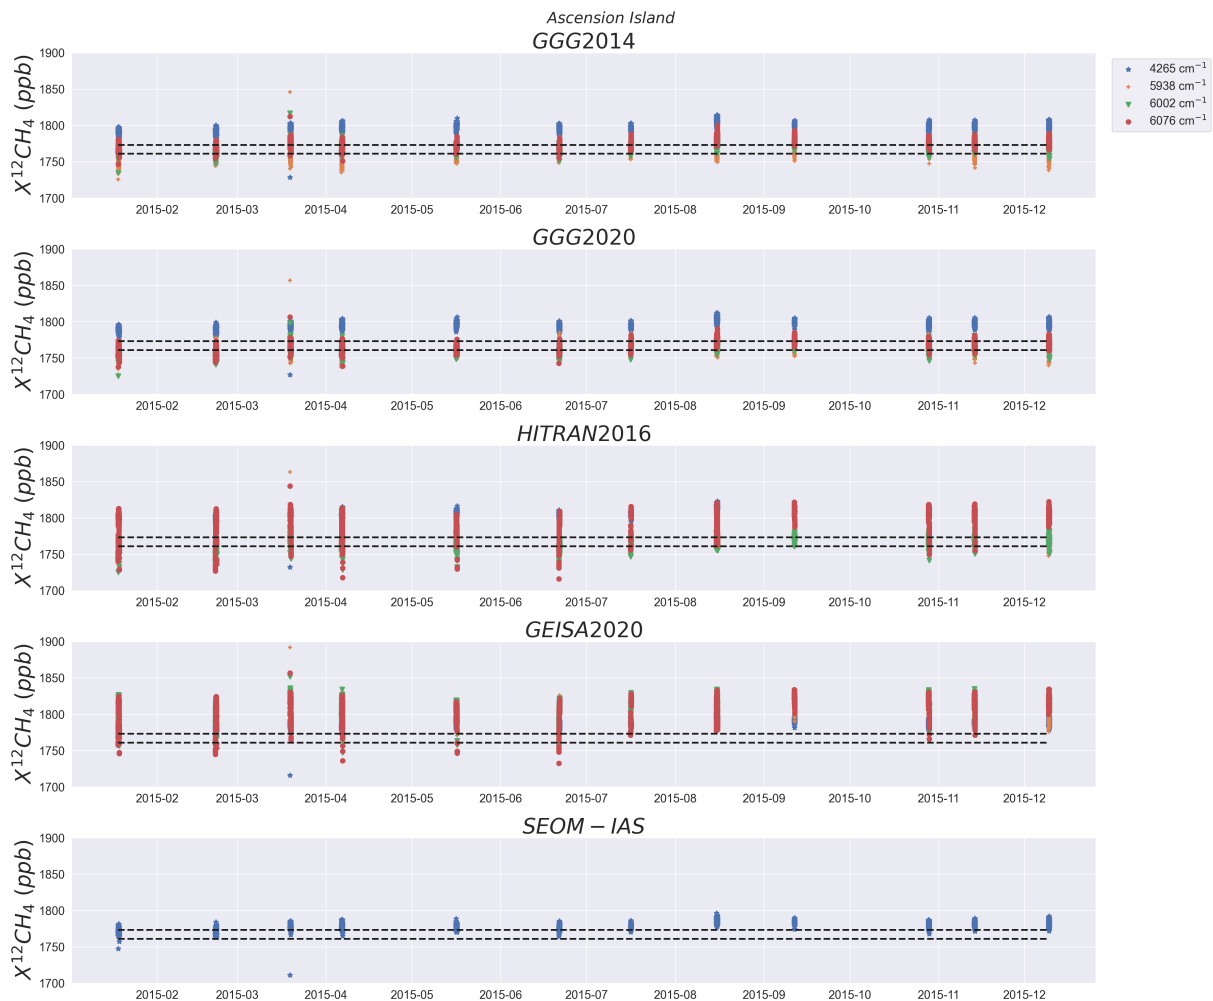 Ascension Island
GGG2014
1900
1850
1800
1750
1700
X¹²CH₄ (ppb)
2015-02 2015-03 2015-04 2015-05 2015-06 2015-07 2015-08 2015-09 2015-10 2015-11 2015-12
4265 cm⁻¹
5938 cm⁻¹
6002 cm⁻¹
6076 cm⁻¹
GGG2020
1900
1850
1800
1750
1700
X¹²CH₄ (ppb)
2015-02 2015-03 2015-04 2015-05 2015-06 2015-07 2015-08 2015-09 2015-10 2015-11 2015-12
HITRAN2016
1900
1850
1800
1750
1700
X¹²CH₄ (ppb)
2015-02 2015-03 2015-04 2015-05 2015-06 2015-07 2015-08 2015-09 2015-10 2015-11 2015-12
GEISA2020
1900
1850
1800
1750
1700
X¹²CH₄ (ppb)
2015-02 2015-03 2015-04 2015-05 2015-06 2015-07 2015-08 2015-09 2015-10 2015-11 2015-12
SEOM − IAS
1900
1850
1800
1750
1700
X¹²CH₄ (ppb)
2015-02 2015-03 2015-04 2015-05 2015-06 2015-07 2015-08 2015-09 2015-10 2015-11 2015-12